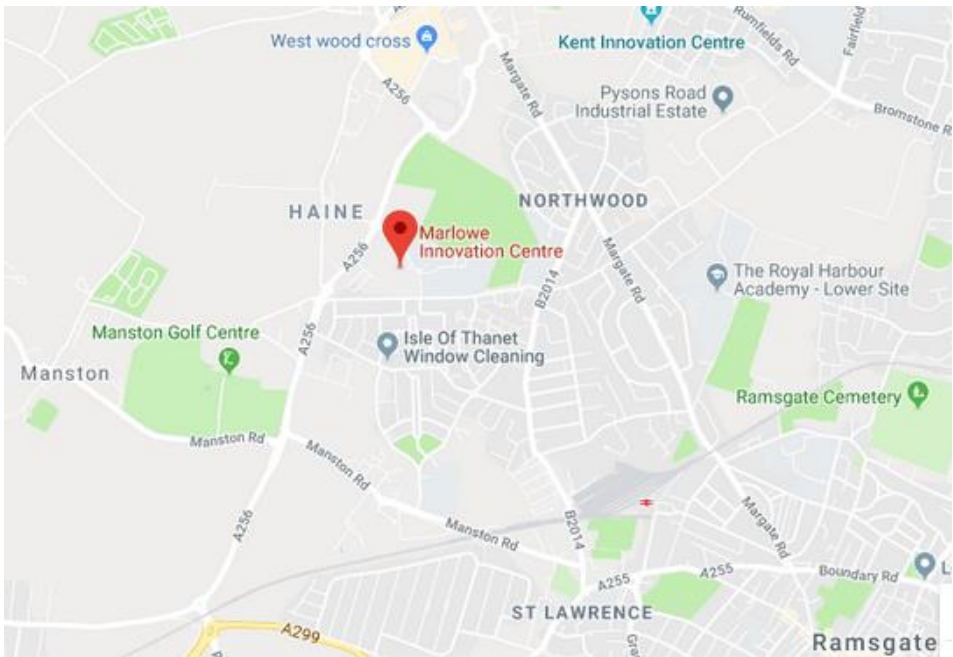 West wood cross
Kent Innovation Centre
Rumfields Rd
Fairfield
Margate Rd
A256
Pysons Road
Industrial Estate
Bromstone R
NORTHWOOD
HAINE
Marlowe
Innovation Centre
A256
Margate Rd
The Royal Harbour
Academy - Lower Site
B2014
A256
Manston Golf Centre
Isle Of Thanet
Window Cleaning
Manston
Ramsgate Cemetery
Manston Rd
Manston Rd
A256
Manston Rd
B2014
Margate Rd
A255
A255
Boundary Rd
L
ST LAWRENCE
A299
Gra
Ramsgate